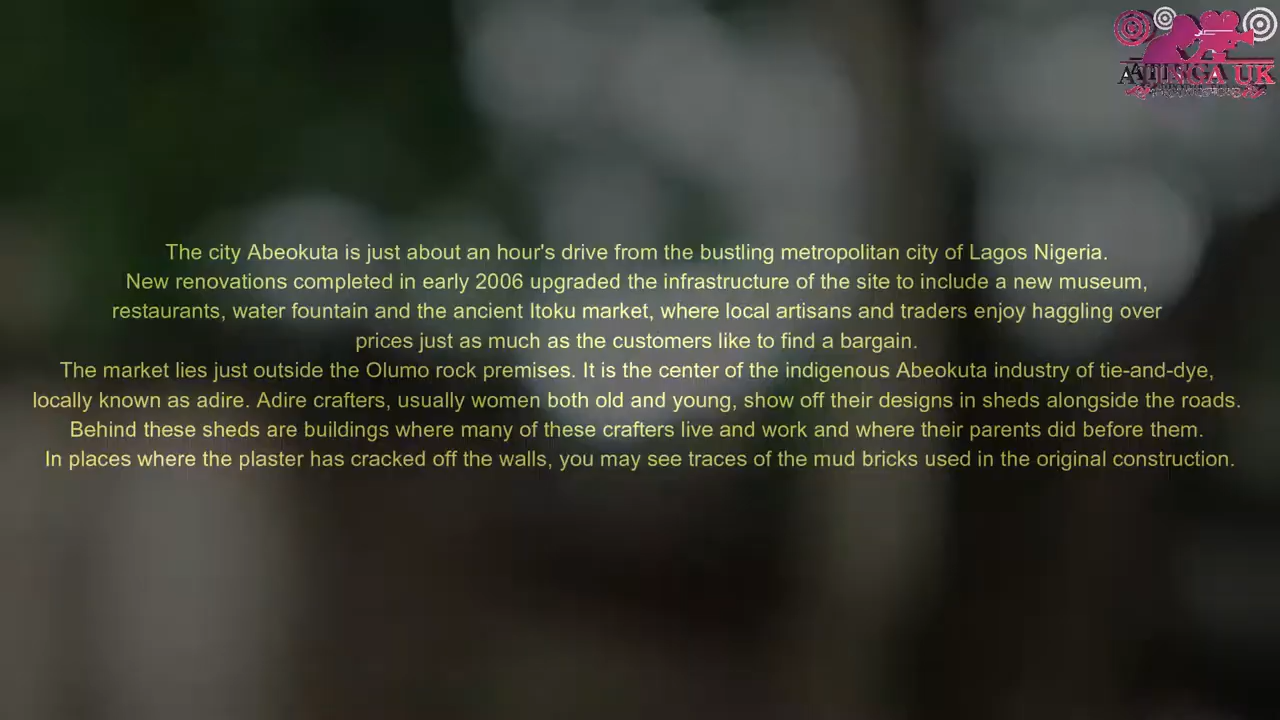 UK
The city Abeokuta is just about an hour's drive from the bustling metropolitan city of Lagos Nigeria.
New renovations completed in early 2006 upgraded the infrastructure of the site to include a new museum,
restaurants, water fountain and the ancient Itoku market, where local artisans and traders enjoy haggling over
prices just as much as the customers like to find a bargain.
The market lies just outside the Olumo rock premises. It is the center of the indigenous Abeokuta industry of tie-and-dye,
locally known as adire. Adire crafters, usually women both old and young, show off their designs in sheds alongside the roads.
Behind these sheds are buildings where many of these crafters live and work and where their parents did before them.
In places where the plaster has cracked off the walls, you may see traces of the mud bricks used in the original construction.